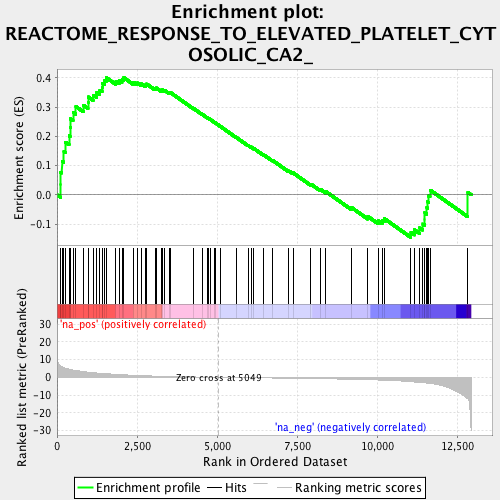 Enrichment plot:
REACTOME_RESPONSE_TO_ELEVATED_PLATELET_CYT
OSOLIC_CA2_
Enrichment score (ES)
0.4
0.3
0.2
0.1
0.0
-0.1
'na_pos' (positively correlated)
Ranked list metric (PreRanked)
30
20
10
0
-10
-20
-30
Zero cross at 5049
'na_neg' (negatively correlated)
0
2,500
5,000
7,500
10,000
12,500
Rank in Ordered Dataset
Enrichment profile
Hits
Ranking metric scores